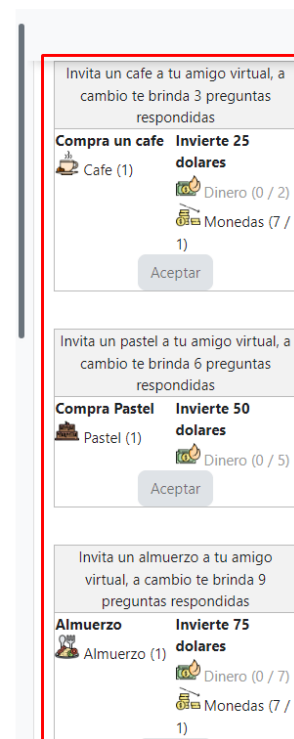 Invita un cafe a tu amigo virtual, a
cambio te brinda 3 preguntas
respondidas
Compra un cafe
Cafe (1)
Invierte 25
dolares
Dinero (0 / 2)
Monedas (7 /
1)
Aceptar
Invita un pastel a tu amigo virtual, a
cambio te brinda 6 preguntas
respondidas
Compra Pastel
Pastel (1)
Invierte 50
dolares
Dinero (0 / 5)
Aceptar
Invita un almuerzo a tu amigo
virtual, a cambio te brinda 9
preguntas respondidas
Almuerzo
Almuerzo (1)
Invierte 75
dolares
Dinero (0 / 7)
Monedas (7 /
1)